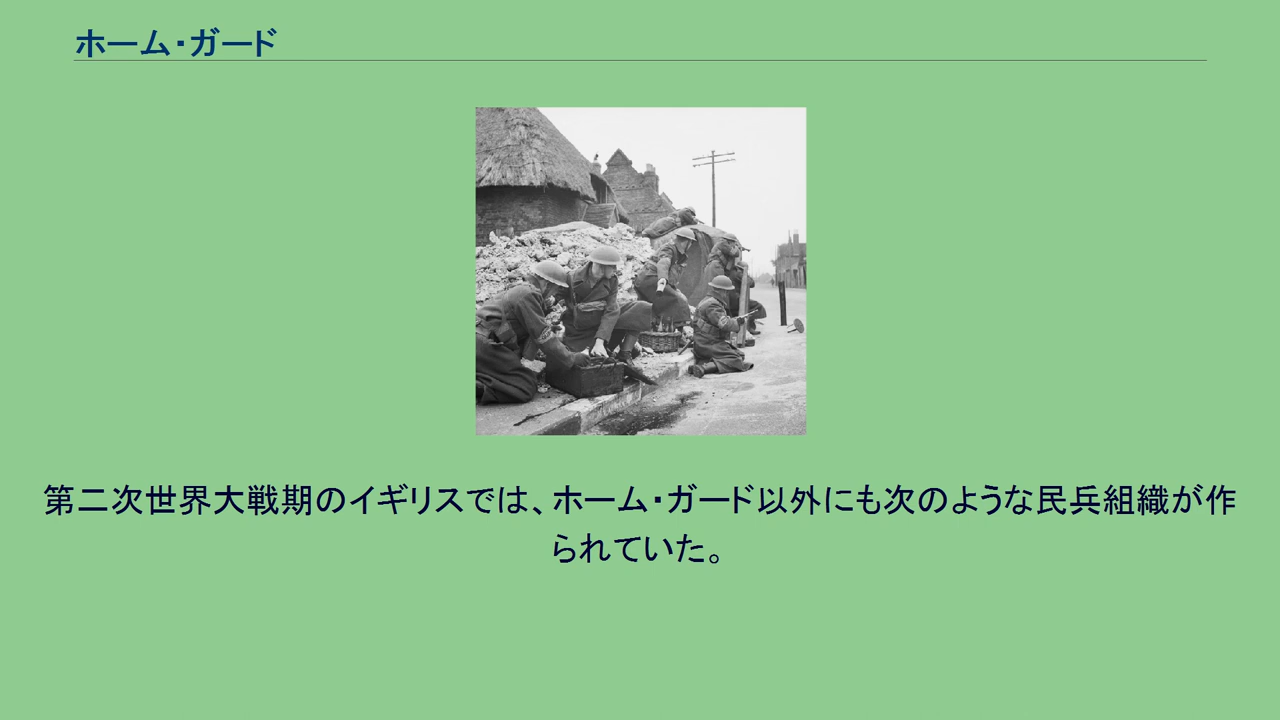 ホーム・ガード
第二次世界大戦期のイギリスでは、ホーム・ガード以外にも次のような民兵組織が作
られていた。